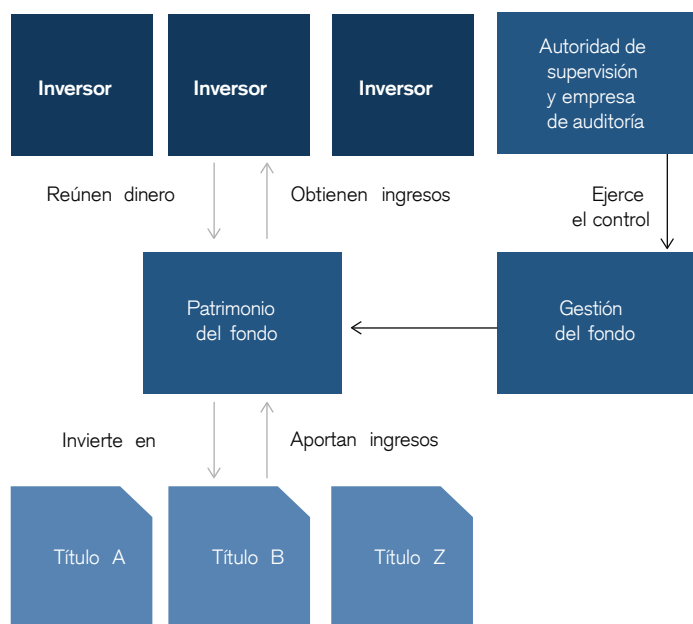 Inversor
Inversor
Inversor
Autoridad de
supervisión
y empresa
de auditoría
Reúnen dinero
Obtienen ingresos
Ejerce
el control
Patrimonio
del fondo
Gestión
del fondo
Invierte en
Aportan ingresos
Título A
Título B
Título Z